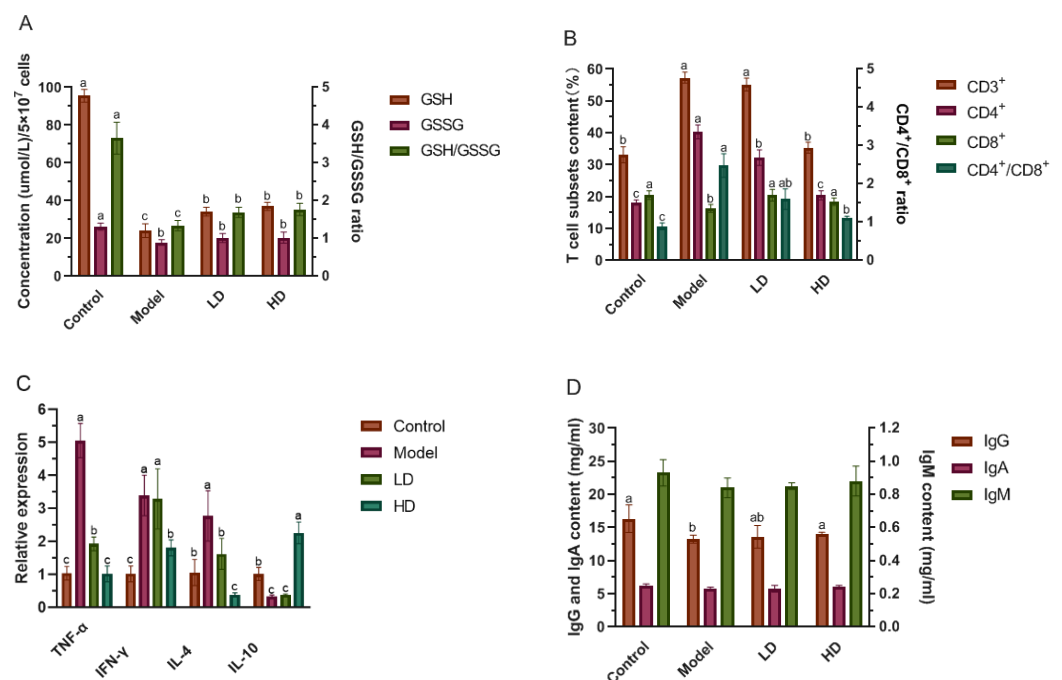 A
Concentration (umol/L)/5×10⁷ cells
100
80
60
40
20
0
a
a
a
c
b
c
b
b
b
b
b
b
5
4
3
2
1
0
GSH/GSSG ratio
Control
Model
LD
HD
GSH
GSSG
GSH/GSSG
B
T cell subsets content (%)
60
50
40
30
20
10
0
b
c
a
c
a
a
b
a
a
b
a
ab
b
c
a
b
5
4
3
2
1
0
CD4⁺/CD8⁺ ratio
Control
Model
LD
HD
CD3⁺
CD4⁺
CD8⁺
CD4⁺/CD8⁺
C
Relative expression
6
5
4
3
2
1
0
c
a
b
c
c
a
a
b
b
a
b
c
b
c
c
a
TNF-α
IFN-γ
IL-4
IL-10
Control
Model
LD
HD
D
IgG and IgA content (mg/ml)
30
25
20
15
10
5
0
a
b
ab
a
1.2
1.0
0.8
0.6
0.4
0.2
0.0
IgM content (mg/ml)
Control
Model
LD
HD
IgG
IgA
IgM